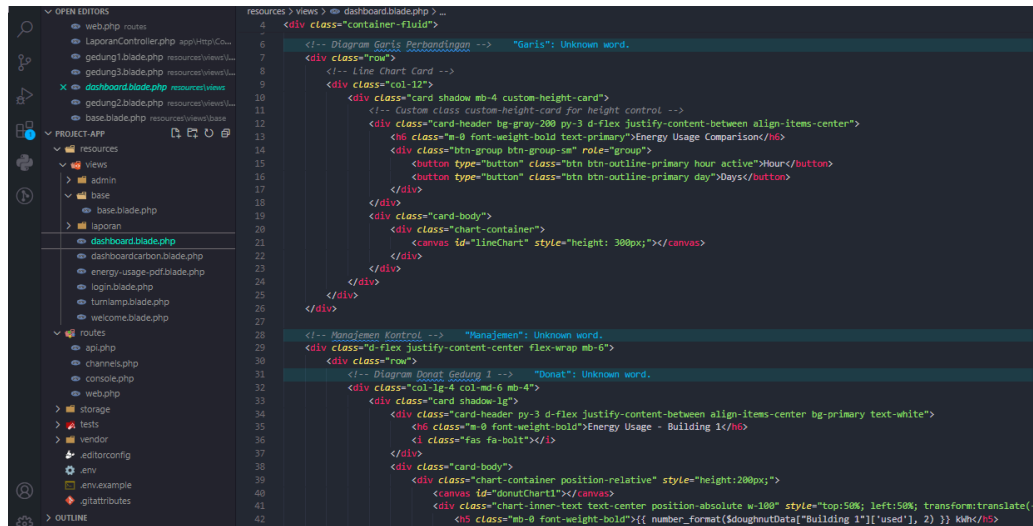 OPEN EDITORS
web.php routes
LaporanController.php app\Http\Co...
gedung1.blade.php resources\views\l...
gedung3.blade.php resources\views\l...
dashboard.blade.php resources\views
gedung2.blade.php resources\views\l...
base.blade.php resources\views\base
PROJECT-APP
resources
views
admin
base
base.blade.php
laporan
dashboard.blade.php
dashboardcarbon.blade.php
energy-usage-pdf.blade.php
login.blade.php
turnlamp.blade.php
welcome.blade.php
routes
api.php
channels.php
console.php
web.php
storage
tests
vendor
.editorconfig
.env
.env.example
.gitattributes
OUTLINE
resources > views > dashboard.blade.php > ...
4 <div class="container-fluid">
6 <!-- Diagram Garis Perbandingan --> "Garis": Unknown word.
7 <div class="row">
8 <!-- Line Chart Card -->
9 <div class="col-12">
10 <div class="card shadow mb-4 custom-height-card">
11 <!-- Custom class custom-height-card for height control -->
12 <div class="card-header bg-gray-200 py-3 d-flex justify-content-between align-items-center">
13 <h6 class="m-0 font-weight-bold text-primary">Energy Usage Comparison</h6>
14 <div class="btn-group btn-group-sm" role="group">
15 <button type="button" class="btn btn-outline-primary hour active">Hour</button>
16 <button type="button" class="btn btn-outline-primary day">Days</button>
17 </div>
18 </div>
19 <div class="card-body">
20 <div class="chart-container">
21 <canvas id="lineChart" style="height: 300px;"></canvas>
22 </div>
23 </div>
24 </div>
25 </div>
26 </div>
27
28 <!-- Manajemen Kontrol --> "Manajemen": Unknown word.
29 <div class="d-flex justify-content-center flex-wrap mb-6">
30 <div class="row">
31 <!-- Diagram Donat Gedung 1 --> "Donat": Unknown word.
32 <div class="col-lg-4 col-md-6 mb-4">
33 <div class="card shadow-lg">
34 <div class="card-header py-3 d-flex justify-content-between align-items-center bg-primary text-white">
35 <h6 class="m-0 font-weight-bold">Energy Usage - Building 1</h6>
36 <i class="fas fa-bolt"></i>
37 </div>
38 <div class="card-body">
39 <div class="chart-container position-relative" style="height:200px;">
40 <canvas id="donutChart1"></canvas>
41 <div class="chart-inner-text text-center position-absolute w-100" style="top:50%; left:50%; transform:translate(
42 <h5 class="mb-0 font-weight-bold">{{ number_format($doughnutData["Building 1"]['used'], 2) }} kWh</h5>